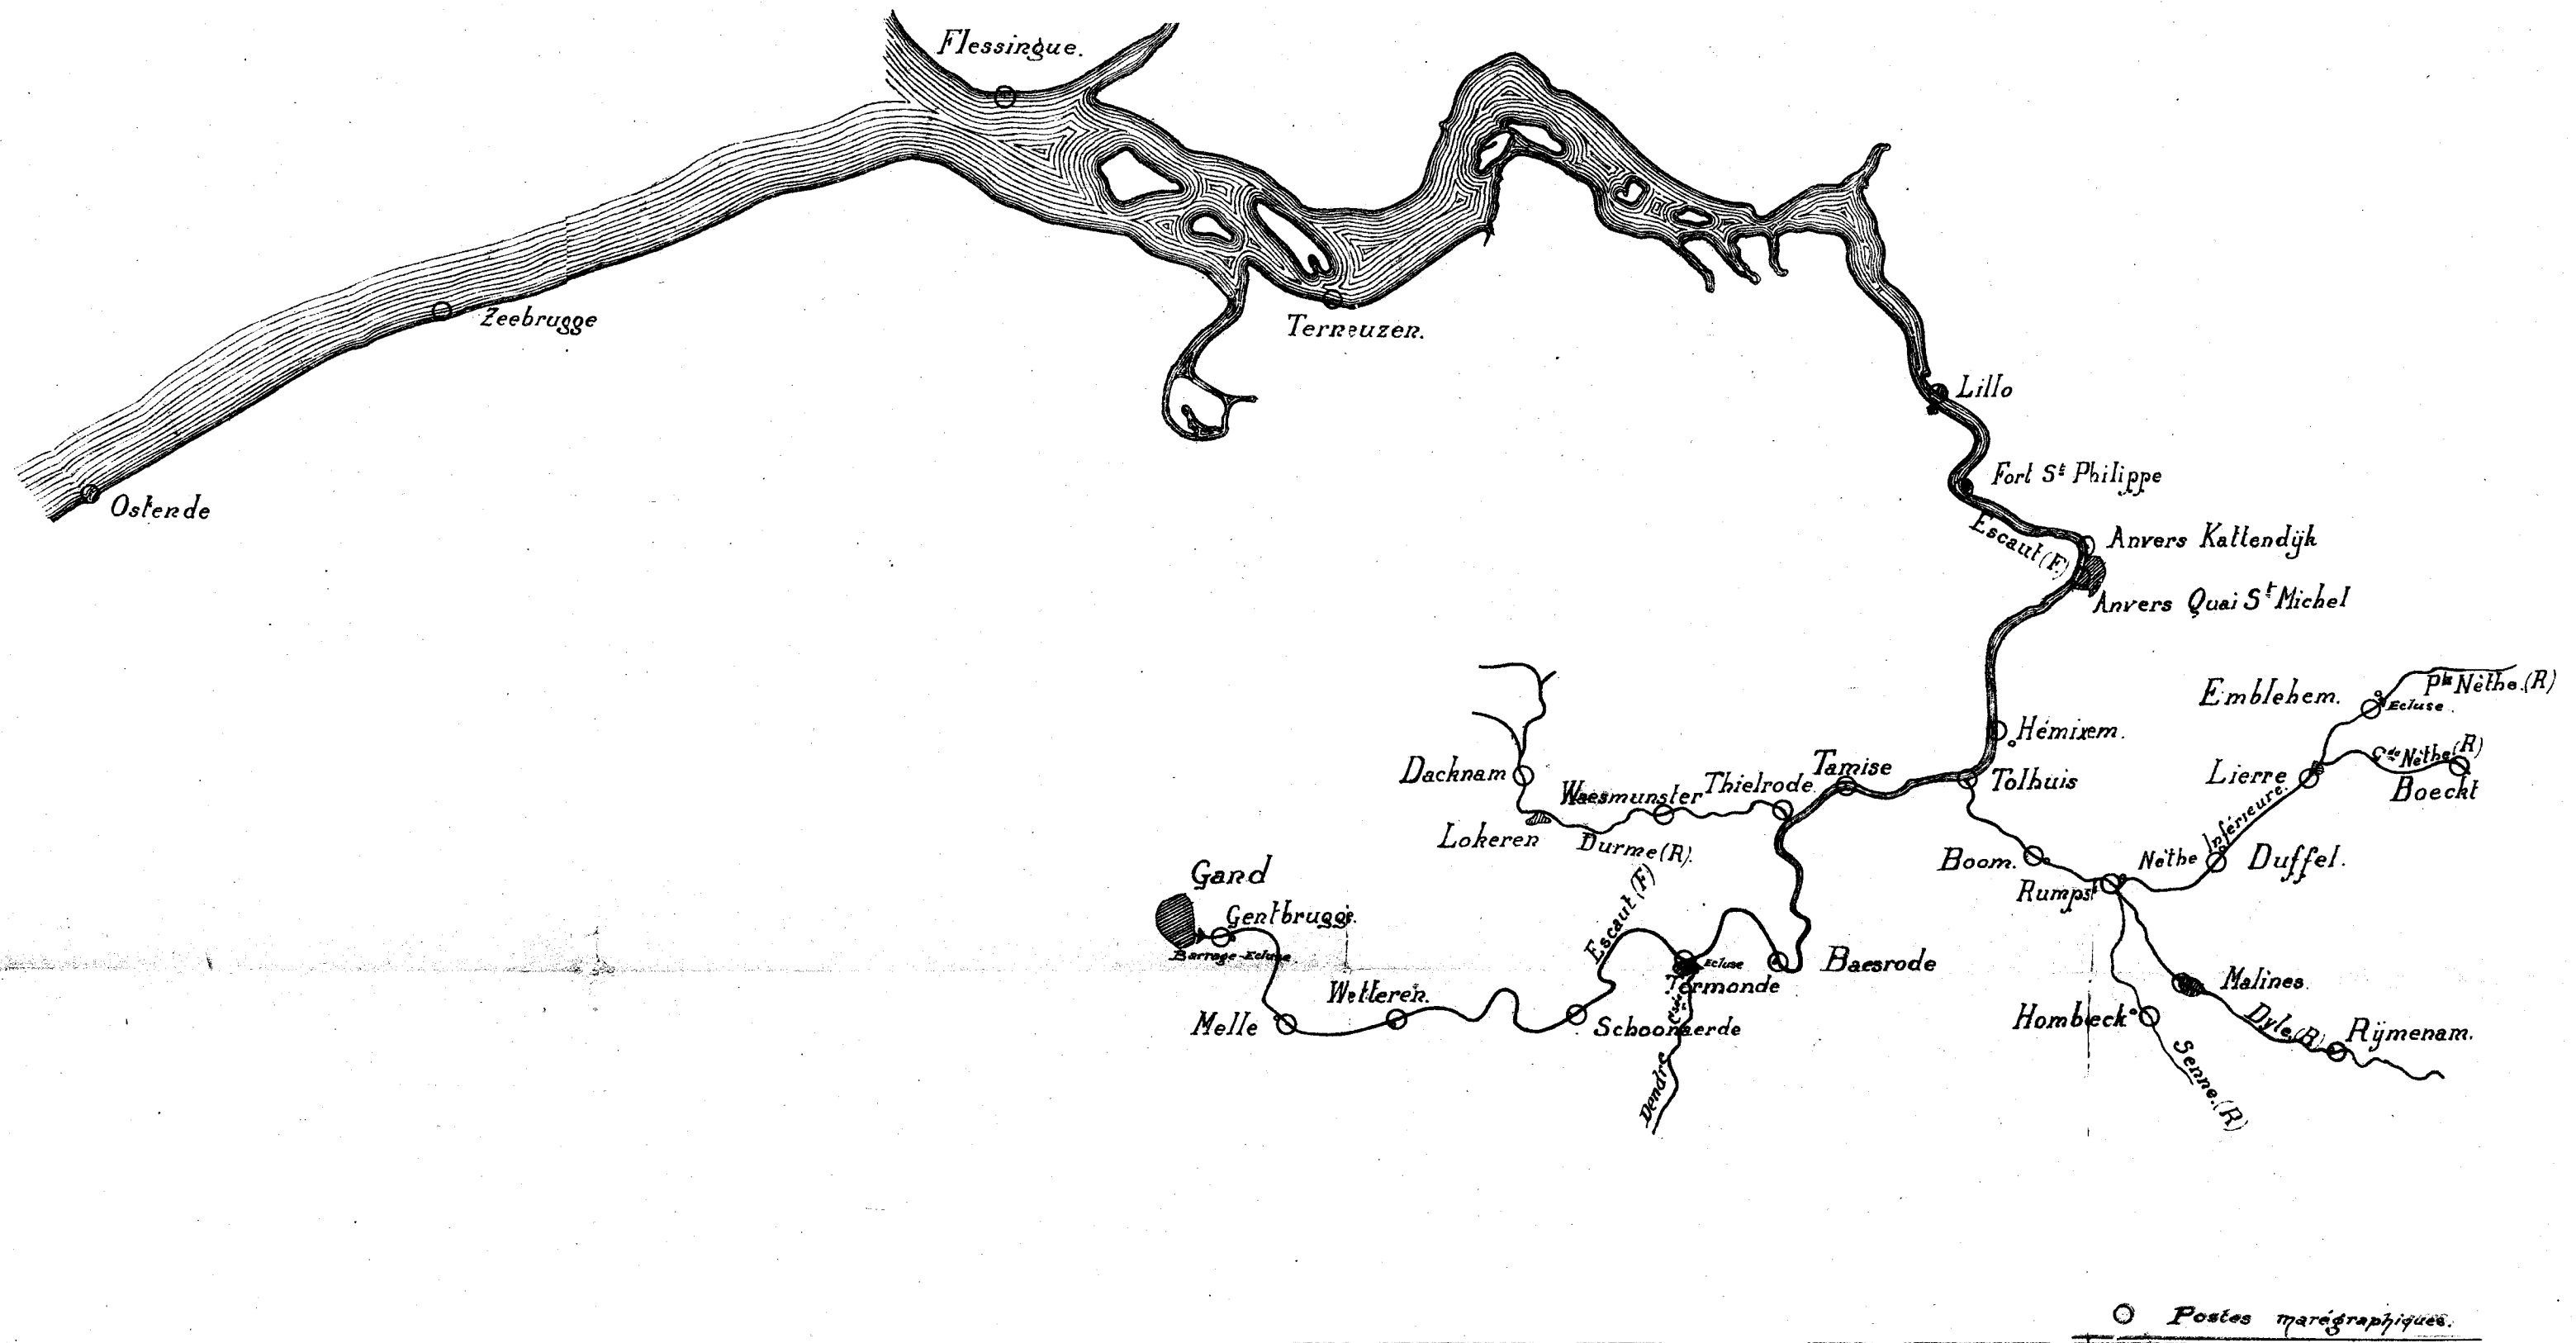 Flessingue.
Zeebrugge
Terneuzen.
Ostende
Lillo
Fort Sᵗ Philippe
Escaut (F.)
Anvers Kattendÿk
Anvers Quai Sᵗ Michel
Emblehem.
Pᵗᵉ Nèthe.(R)
Ecluse.
Hémixem.
Tamise
Tolhuis
Lierre
Gᵈᵉ Nèthe(R)
Boeckt
Dacknam
Waesmunster
Thielrode.
Lokeren
Durme (R).
Boom.
Rumpst
Nèthe Inférieure.
Duffel.
Gand
Gentbrugge.
Barrage-Ecluse.
Escaut (F)
Ecluse
Termonde
Baesrode
Wetteren.
Melle
Schoonaerde
Dendre
Malines.
Hombeek
Dyle.(R)
Rÿmenam.
Senne.(R)
Postes marégraphiques.